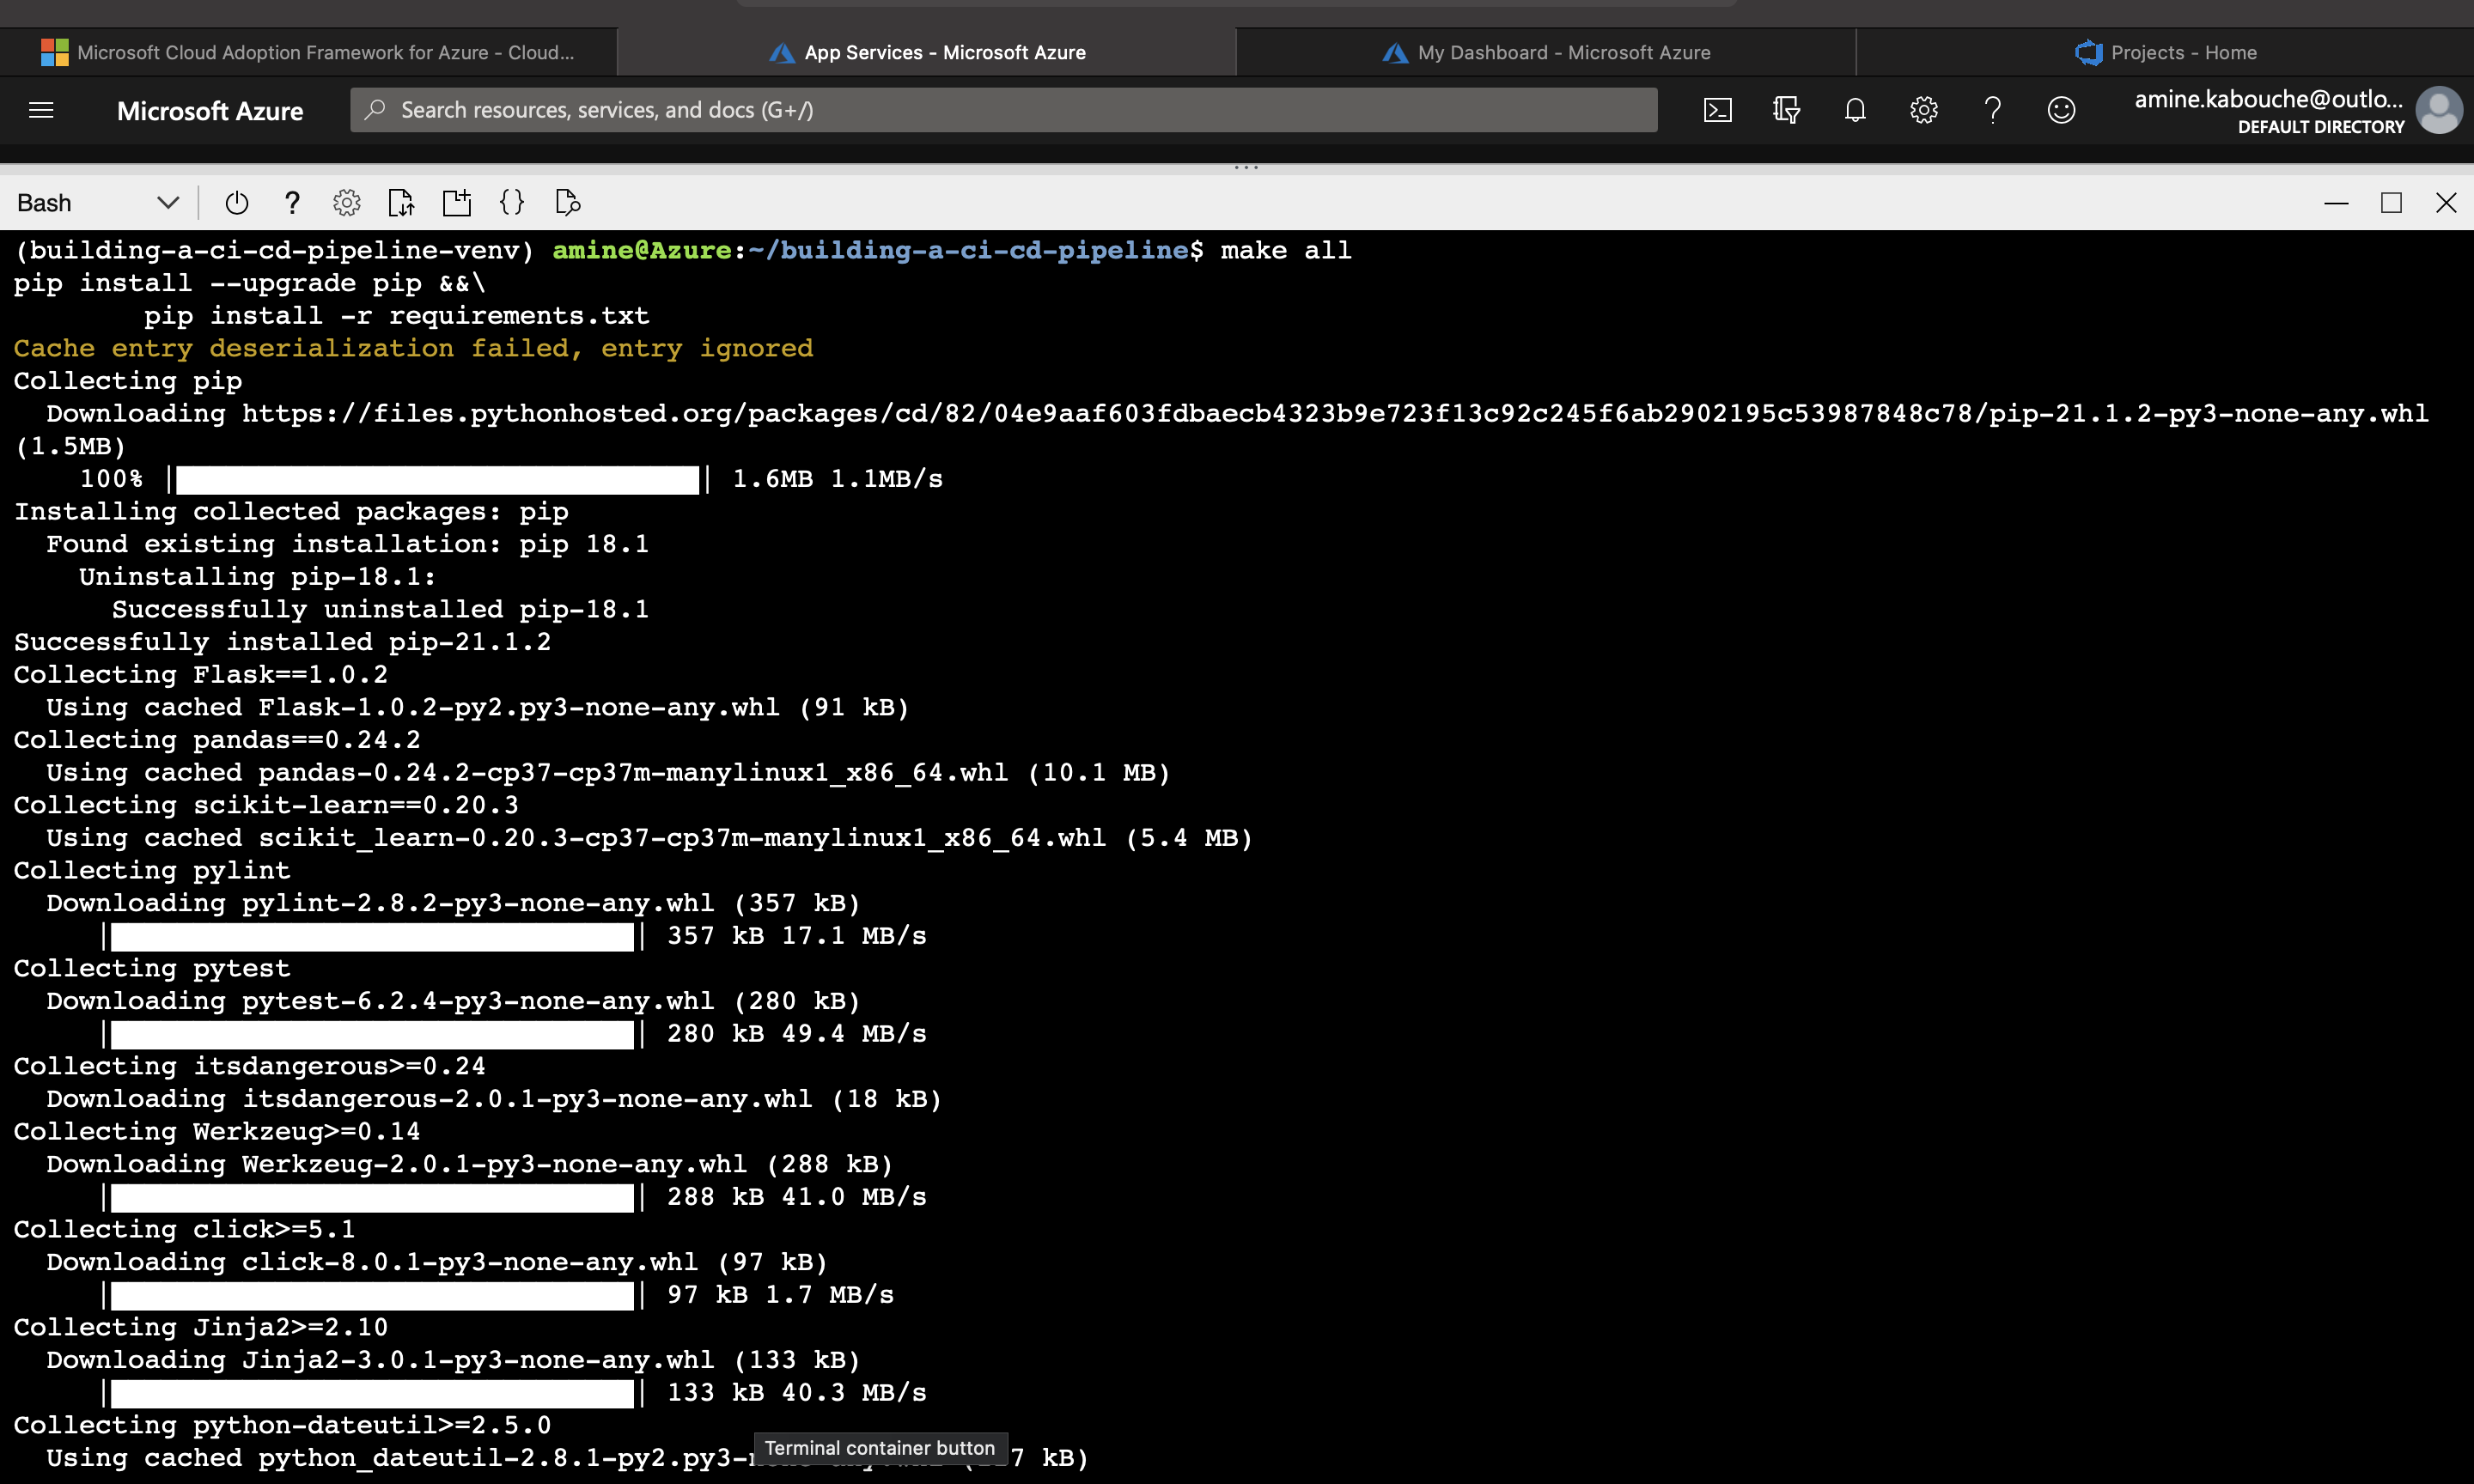 Microsoft Cloud Adoption Framework for Azure - Cloud...
App Services - Microsoft Azure
My Dashboard - Microsoft Azure
Projects - Home
Microsoft Azure
Search resources, services, and docs (G+/)
amine.kabouche@outlo...
DEFAULT DIRECTORY
Bash
(building-a-ci-cd-pipeline-venv) amine@Azure:~/building-a-ci-cd-pipeline$ make all
pip install --upgrade pip &&\
pip install -r requirements.txt
Cache entry deserialization failed, entry ignored
Collecting pip
Downloading https://files.pythonhosted.org/packages/cd/82/04e9aaf603fdbaecb4323b9e723f13c92c245f6ab2902195c53987848c78/pip-21.1.2-py3-none-any.whl
(1.5MB)
100% | | 1.6MB 1.1MB/s
Installing collected packages: pip
Found existing installation: pip 18.1
Uninstalling pip-18.1:
Successfully uninstalled pip-18.1
Successfully installed pip-21.1.2
Collecting Flask==1.0.2
Using cached Flask-1.0.2-py2.py3-none-any.whl (91 kB)
Collecting pandas==0.24.2
Using cached pandas-0.24.2-cp37-cp37m-manylinux1_x86_64.whl (10.1 MB)
Collecting scikit-learn==0.20.3
Using cached scikit_learn-0.20.3-cp37-cp37m-manylinux1_x86_64.whl (5.4 MB)
Collecting pylint
Downloading pylint-2.8.2-py3-none-any.whl (357 kB)
| | 357 kB 17.1 MB/s
Collecting pytest
Downloading pytest-6.2.4-py3-none-any.whl (280 kB)
| | 280 kB 49.4 MB/s
Collecting itsdangerous>=0.24
Downloading itsdangerous-2.0.1-py3-none-any.whl (18 kB)
Collecting Werkzeug>=0.14
Downloading Werkzeug-2.0.1-py3-none-any.whl (288 kB)
| | 288 kB 41.0 MB/s
Collecting click>=5.1
Downloading click-8.0.1-py3-none-any.whl (97 kB)
| | 97 kB 1.7 MB/s
Collecting Jinja2>=2.10
Downloading Jinja2-3.0.1-py3-none-any.whl (133 kB)
| | 133 kB 40.3 MB/s
Collecting python-dateutil>=2.5.0
Using cached python_dateutil-2.8.1-py2.py3- 7 kB)
Terminal container button